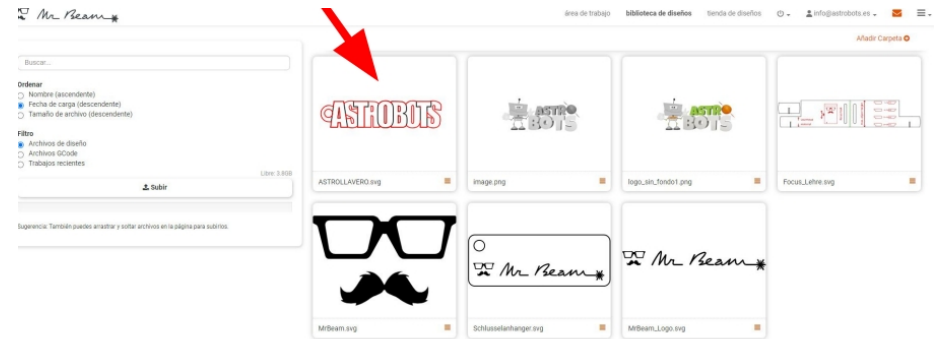 Mr Beam
área de trabajo biblioteca de diseños tienda de diseños info@astrobots.es
Añadir Carpeta
Buscar...
Ordenar
Nombre (ascendente)
Fecha de carga (descendente)
Tamaño de archivo (descendente)
Filtro
Archivos de diseño
Archivos GCode
Trabajos recientes
Libre: 3.8GB
Subir
Sugerencia: También puedes arrastrar y soltar archivos en la página para subirlos.
ASTROBOTS
ASTROLLAVERO.svg
ASTRO
BOTS
image.png
ASTRO
BOTS
logo_sin_fondo1.png
Focus_Lehre.svg
MrBeam.svg
Mr Beam
Schlusselanhanger.svg
Mr Beam
MrBeam_Logo.svg